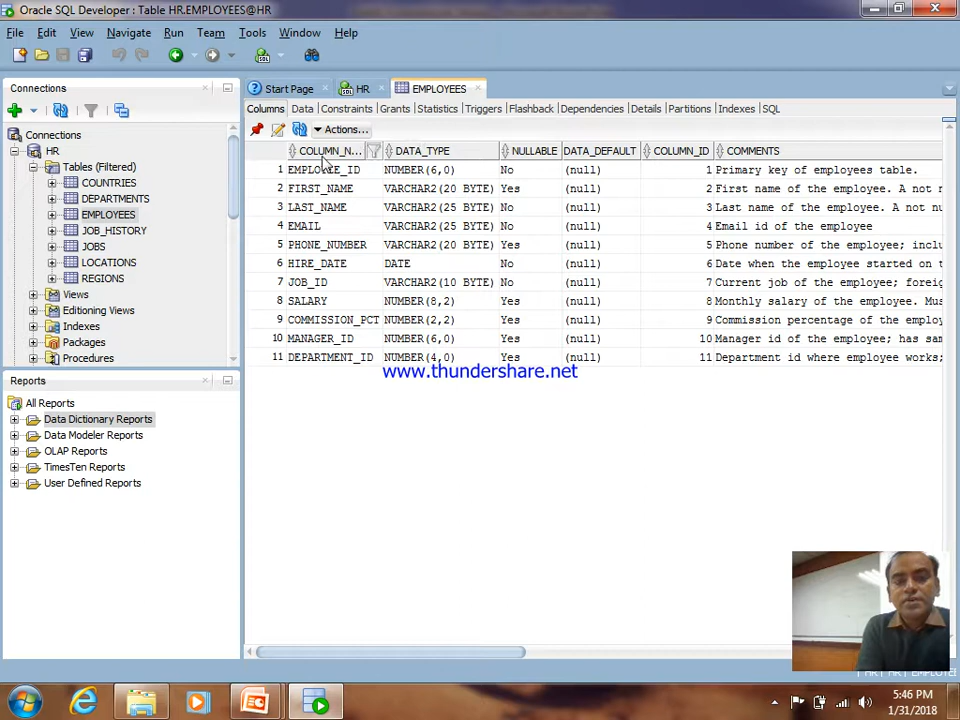 Oracle SQL Developer : Table HR.EMPLOYEES@HR
File Edit View Navigate Run Team Tools Window Help
Connections
Connections
HR
Tables (Filtered)
COUNTRIES
DEPARTMENTS
EMPLOYEES
JOB_HISTORY
JOBS
LOCATIONS
REGIONS
Views
Editioning Views
Indexes
Packages
Procedures
Reports
All Reports
Data Dictionary Reports
Data Modeler Reports
OLAP Reports
TimesTen Reports
User Defined Reports
Start Page HR EMPLOYEES
Columns Data Constraints Grants Statistics Triggers Flashback Dependencies Details Partitions Indexes SQL
Actions...
COLUMN_N... DATA_TYPE NULLABLE DATA_DEFAULT COLUMN_ID COMMENTS
1 EMPLOYEE_ID NUMBER(6,0) No (null) 1 Primary key of employees table.
2 FIRST_NAME VARCHAR2(20 BYTE) Yes (null) 2 First name of the employee. A not n
3 LAST_NAME VARCHAR2(25 BYTE) No (null) 3 Last name of the employee. A not nu
4 EMAIL VARCHAR2(25 BYTE) No (null) 4 Email id of the employee
5 PHONE_NUMBER VARCHAR2(20 BYTE) Yes (null) 5 Phone number of the employee; inclu
6 HIRE_DATE DATE No (null) 6 Date when the employee started on t
7 JOB_ID VARCHAR2(10 BYTE) No (null) 7 Current job of the employee; foreig
8 SALARY NUMBER(8,2) Yes (null) 8 Monthly salary of the employee. Mus
9 COMMISSION_PCT NUMBER(2,2) Yes (null) 9 Commission percentage of the employ
10 MANAGER_ID NUMBER(6,0) Yes (null) 10 Manager id of the employee; has sam
11 DEPARTMENT_ID NUMBER(4,0) Yes (null) 11 Department id where employee works;
www.thundershare.net
5:46 PM
1/31/2018